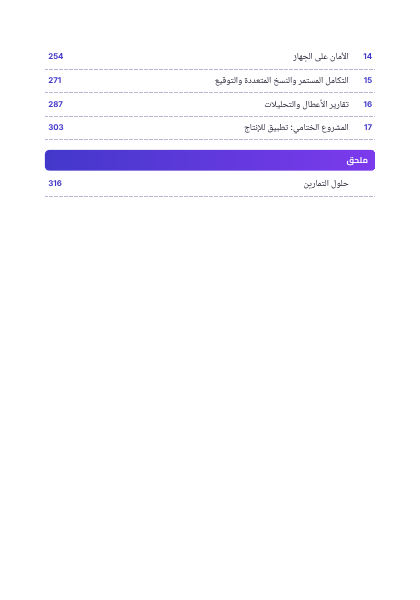 14 الأمان على الجهاز 254
15 التكامل المستمر والنسخ المتعددة والتوقيع 271
16 تقارير الأعطال والتحليلات 287
17 المشروع الختامي: تطبيق للإنتاج 303
ملحق
حلول التمارين 316